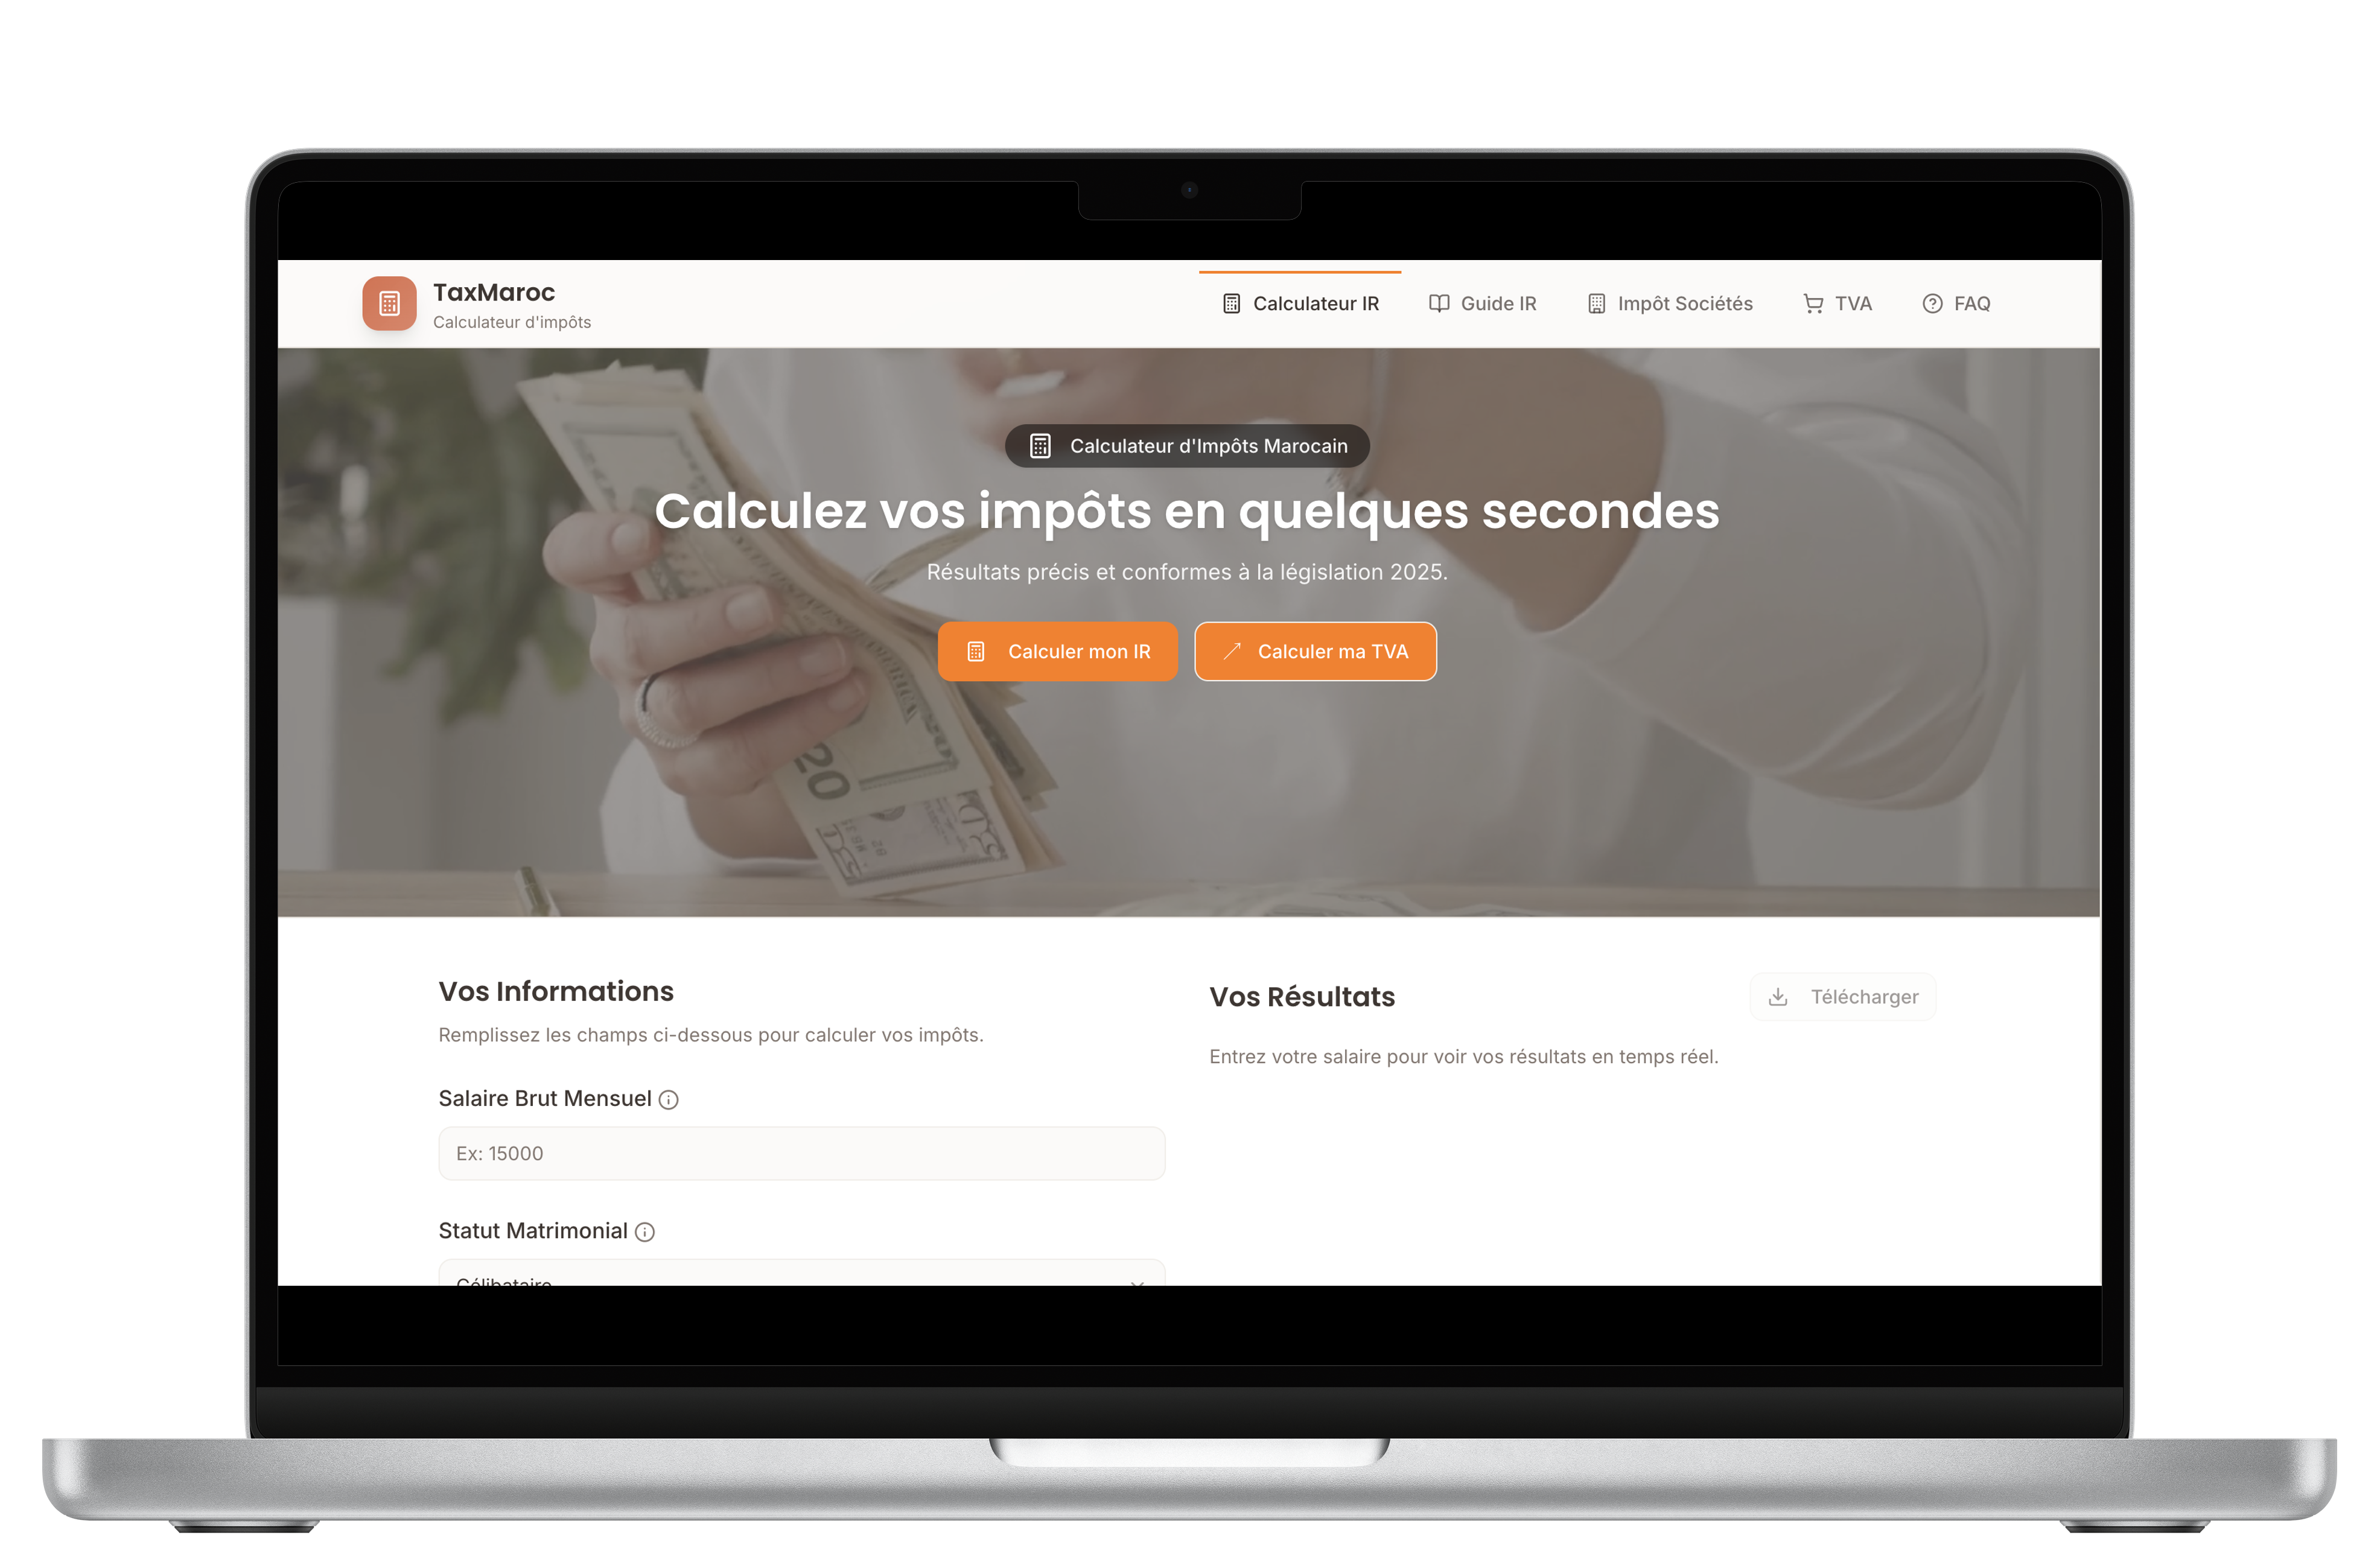 TaxMaroc
Calculateur d'impôts
Calculateur IR
Guide IR
Impôt Sociétés
TVA
FAQ
Calculateur d'Impôts Marocain
Calculez vos impôts en quelques secondes
Résultats précis et conformes à la législation 2025.
Calculer mon IR
Calculer ma TVA
20
Vos Informations
Remplissez les champs ci-dessous pour calculer vos impôts.
Salaire Brut Mensuel
Ex: 15000
Statut Matrimonial
Célibataire
Vos Résultats
Télécharger
Entrez votre salaire pour voir vos résultats en temps réel.